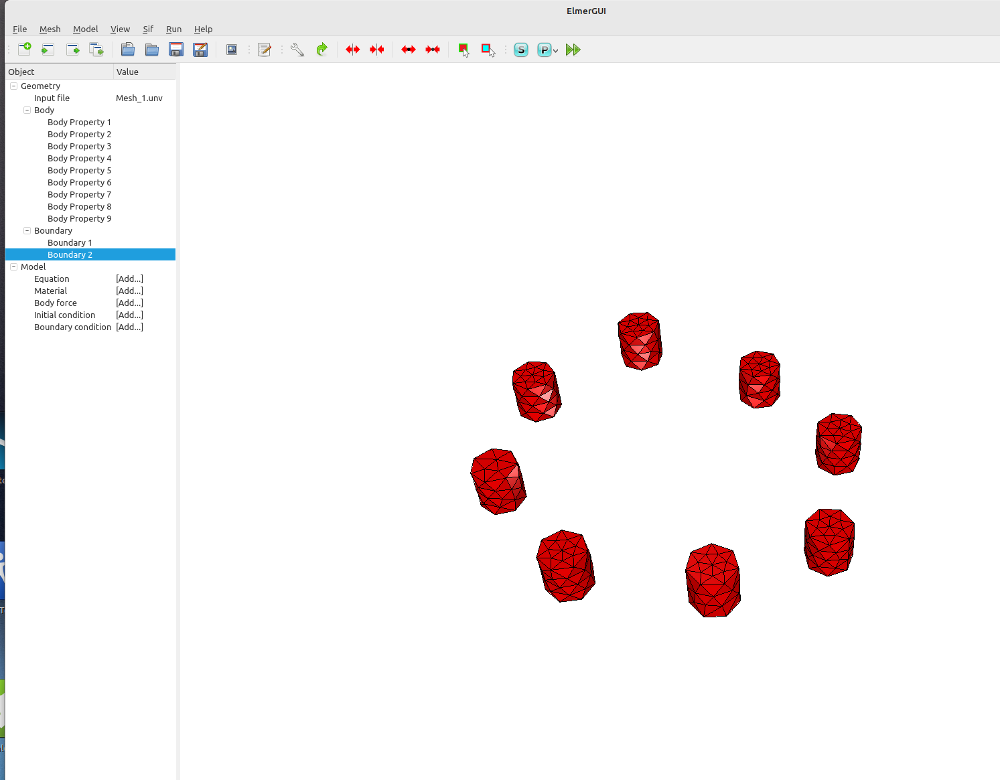 ElmerGUI
File Mesh Model View Sif Run Help
S P
Object Value
Geometry
Input file Mesh_1.unv
Body
Body Property 1
Body Property 2
Body Property 3
Body Property 4
Body Property 5
Body Property 6
Body Property 7
Body Property 8
Body Property 9
Boundary
Boundary 1
Boundary 2
Model
Equation [Add...]
Material [Add...]
Body force [Add...]
Initial condition [Add...]
Boundary condition [Add...]